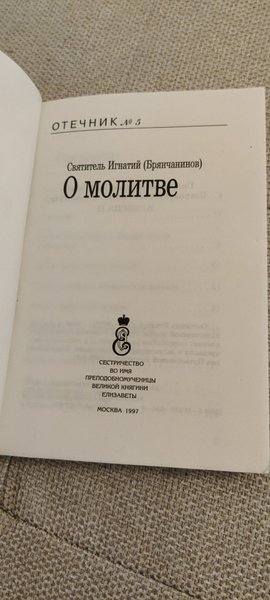 ОТЕЧНИК № 5
Святитель Игнатий (Брянчанинов)
О молитве
СЕСТРИЧЕСТВО
ВО ИМЯ
ПРЕПОДОБНОМУЧЕНИЦЫ
ВЕЛИКОЙ КНЯГИНИ
ЕЛИЗАВЕТЫ
МОСКВА 1997